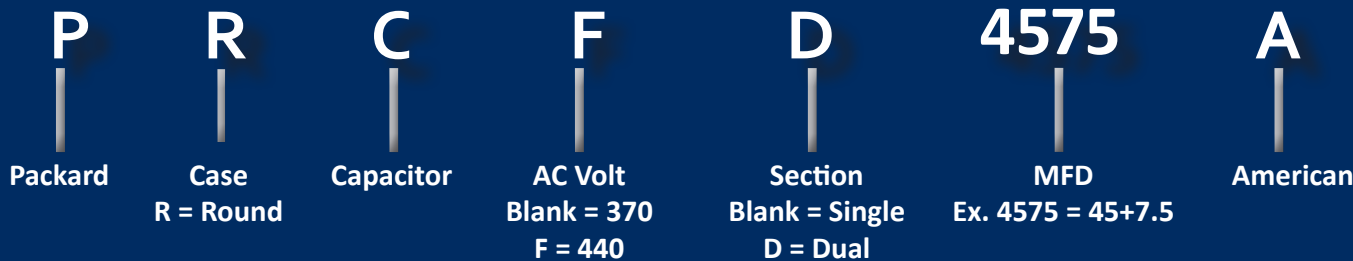 P R C F D 4575 A
Packard Case Capacitor AC Volt Section MFD American
R = Round Blank = 370 Blank = Single Ex. 4575 = 45+7.5
F = 440 D = Dual